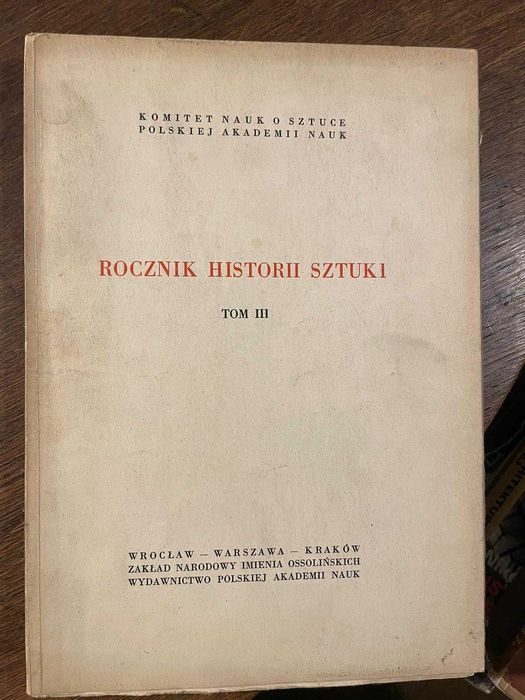 KOMITET NAUK O SZTUCE
POLSKIEJ AKADEMII NAUK
ROCZNIK HISTORII SZTUKI
TOM III
WROCŁAW — WARSZAWA — KRAKÓW
ZAKŁAD NARODOWY IMIENIA OSSOLIŃSKICH
WYDAWNICTWO POLSKIEJ AKADEMII NAUK